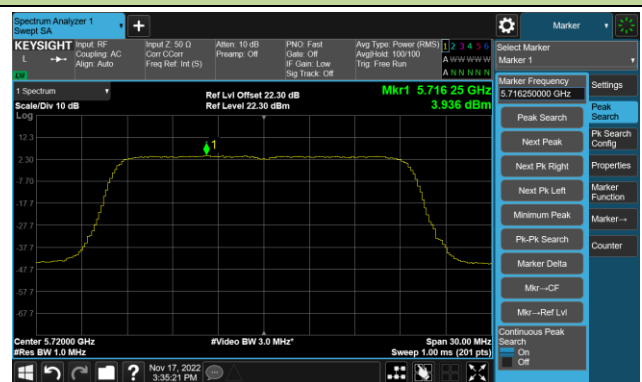 Spectrum Analyzer 1
Swept SA
+
Marker
KEYSIGHT
L
LW
Input: RF
Coupling: AC
Align: Auto
Input Z: 50 Ω
Corr CCorr
Freq Ref: Int (S)
Atten: 10 dB
Preamp: Off
PNO: Fast
Gate: Off
IF Gain: Low
Sig Track: Off
Avg Type: Power (RMS)
Avg|Hold: 100/100
Trig: Free Run
1 2 3 4 5 6
A W W W W W
A N N N N N
Select Marker
Marker 1
1 Spectrum
Scale/Div 10 dB
Log
Ref Lvl Offset 22.30 dB
Ref Level 22.30 dBm
Mkr1 5.716 25 GHz
3.936 dBm
12.3
2.30
-7.70
-17.7
-27.7
-37.7
-47.7
-57.7
-67.7
1
Center 5.72000 GHz
#Res BW 1.0 MHz
#Video BW 3.0 MHz*
Span 30.00 MHz
Sweep 1.00 ms (201 pts)
Marker Frequency
5.716250000 GHz
Peak Search
Next Peak
Next Pk Right
Next Pk Left
Minimum Peak
Pk-Pk Search
Marker Delta
Mkr→CF
Mkr→Ref Lvl
Continuous Peak
Search
On
Off
Settings
Peak
Search
Pk Search
Config
Properties
Marker
Function
Marker→
Counter
?
Nov 17, 2022
3:35:21 PM